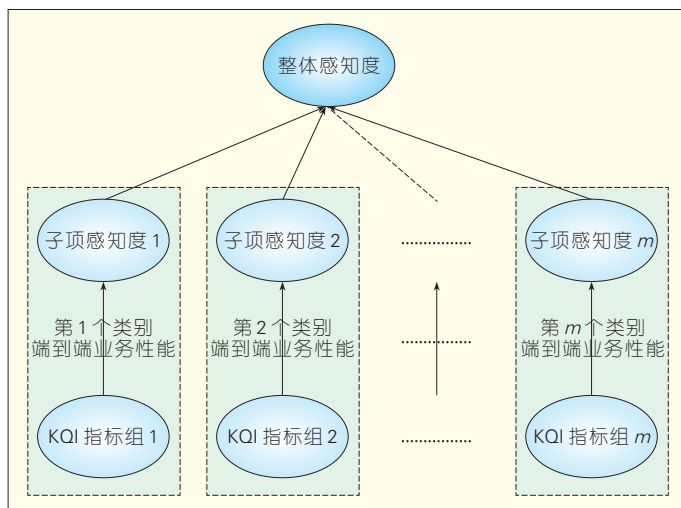 整体感知度
子项感知度 1
子项感知度 2
...............
子项感知度 m
第 1 个类别
端到端业务性能
第 2 个类别
端到端业务性能
...............
第 m 个类别
端到端业务性能
KQI 指标组 1
KQI 指标组 2
...............
KQI 指标组 m